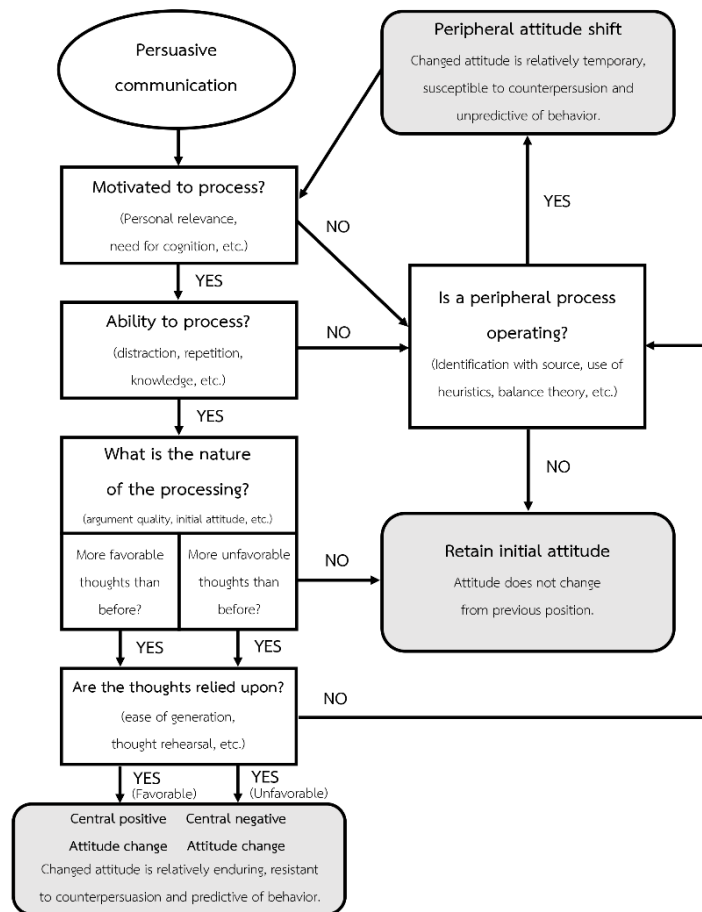 Persuasive
communication
Peripheral attitude shift
Changed attitude is relatively temporary,
susceptible to counterpersusion and
unpredictive of behavior.
Motivated to process?
(Personal relevance,
need for cognition, etc.)
NO
YES
YES
Is a peripheral process
operating?
(Identification with source, use of
heuristics, balance theory, etc.)
Ability to process?
(distraction, repetition,
knowledge, etc.)
NO
YES
NO
What is the nature
of the processing?
(argument quality, initial attitude, etc.)
More favorable
thoughts than
before?
More unfavorable
thoughts than
before?
NO
Retain initial attitude
Attitude does not change
from previous position.
YES
YES
Are the thoughts relied upon?
(ease of generation,
thought rehearsal, etc.)
NO
YES
(Favorable)
YES
(Unfavorable)
Central positive
Attitude change
Central negative
Attitude change
Changed attitude is relatively enduring, resistant
to counterpersuasion and predictive of behavior.